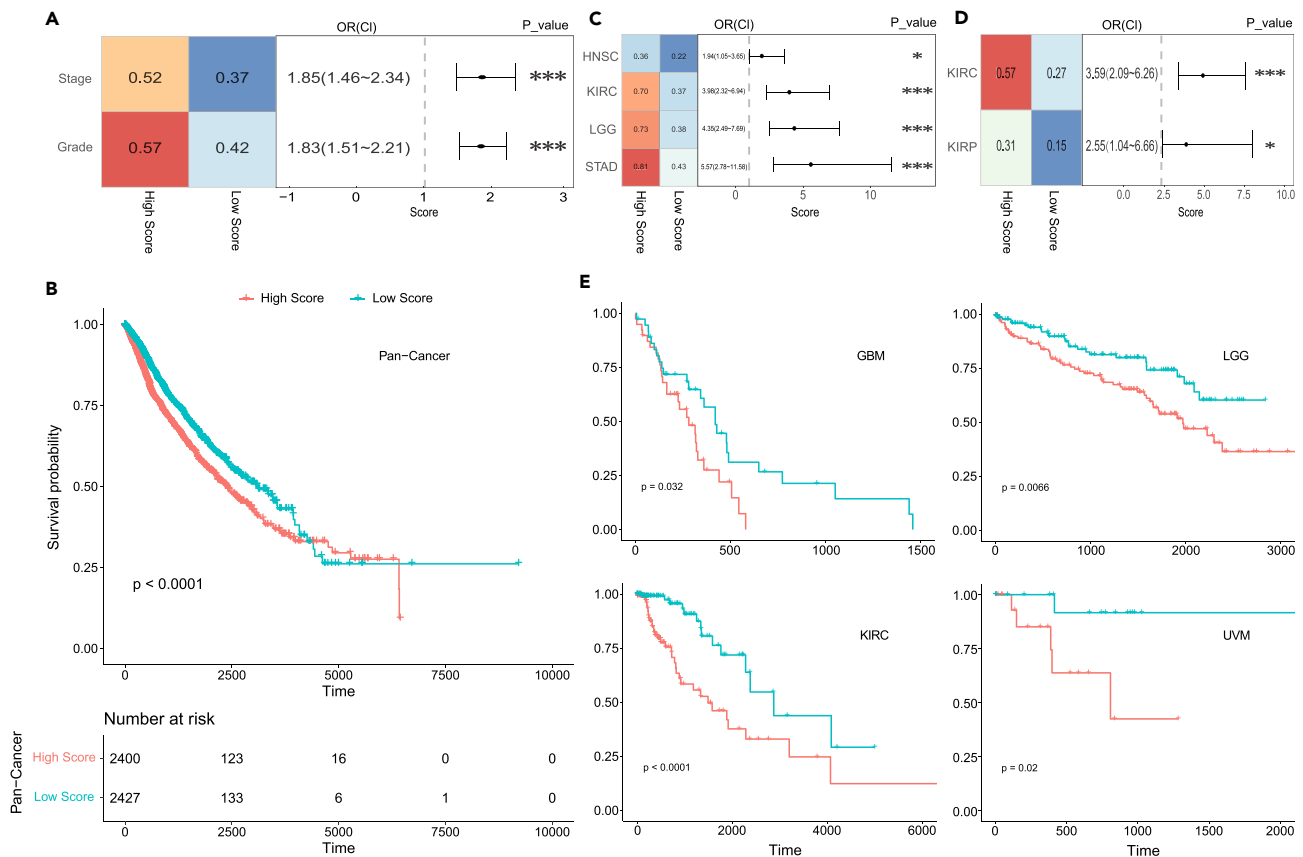 A
OR(CI)
P_value
Stage
0.52
0.37
1.85(1.46~2.34)
***
Grade
0.57
0.42
1.83(1.51~2.21)
***
−1
0
1
2
3
High Score
Low Score
Score
C
OR(CI)
P_value
HNSC
0.36
0.22
1.94(1.05~3.65)
*
KIRC
0.70
0.37
3.98(2.32~6.94)
***
LGG
0.73
0.38
4.35(2.49~7.69)
***
STAD
0.81
0.43
5.57(2.78~11.58)
***
0
5
10
High Score
Low Score
Score
D
OR(CI)
P_value
KIRC
0.57
0.27
3,59(2.09~6.26)
***
KIRP
0.31
0.15
2.55(1.04~6.66)
*
0.0
2.5
5.0
7.5
10.0
High Score
Low Score
Score
B
High Score
Low Score
Pan−Cancer
Survival probability
1.00
0.75
0.50
0.25
0.00
p < 0.0001
0
2500
5000
7500
10000
Time
Number at risk
Pan−Cancer
High Score
2400
123
16
0
0
Low Score
2427
133
6
1
0
0
2500
5000
7500
10000
Time
E
GBM
1.00
0.75
0.50
0.25
0.00
p = 0.032
0
500
1000
1500
LGG
1.00
0.75
0.50
0.25
0.00
p = 0.0066
0
1000
2000
3000
KIRC
1.00
0.75
0.50
0.25
0.00
p < 0.0001
0
2000
4000
6000
Time
UVM
1.00
0.75
0.50
0.25
0.00
p = 0.02
0
500
1000
1500
2000
Time